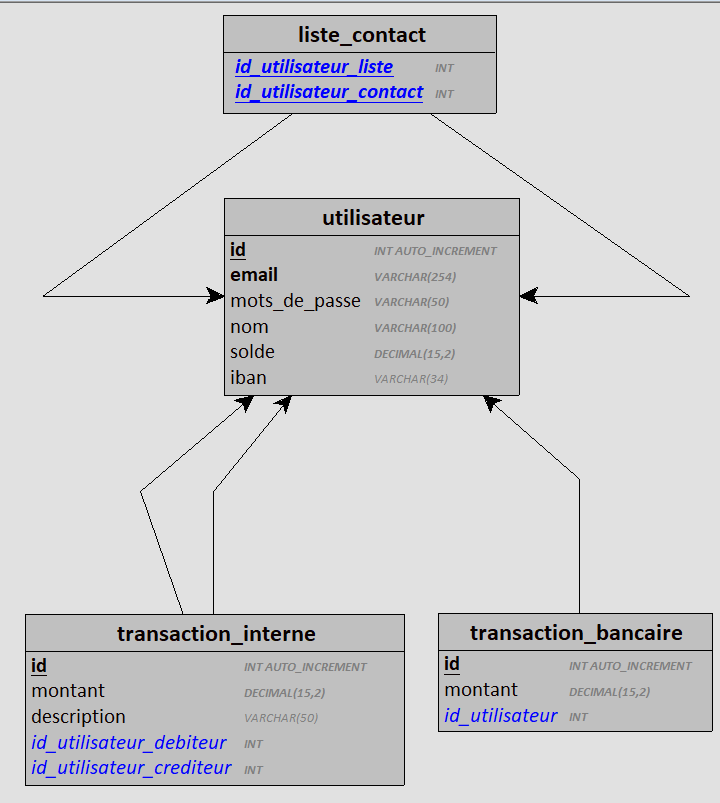 liste_contact
id_utilisateur_liste INT
id_utilisateur_contact INT
utilisateur
id INT AUTO_INCREMENT
email VARCHAR(254)
mots_de_passe VARCHAR(50)
nom VARCHAR(100)
solde DECIMAL(15,2)
iban VARCHAR(34)
transaction_interne
id INT AUTO_INCREMENT
montant DECIMAL(15,2)
description VARCHAR(50)
id_utilisateur_debiteur INT
id_utilisateur_crediteur INT
transaction_bancaire
id INT AUTO_INCREMENT
montant DECIMAL(15,2)
id_utilisateur INT